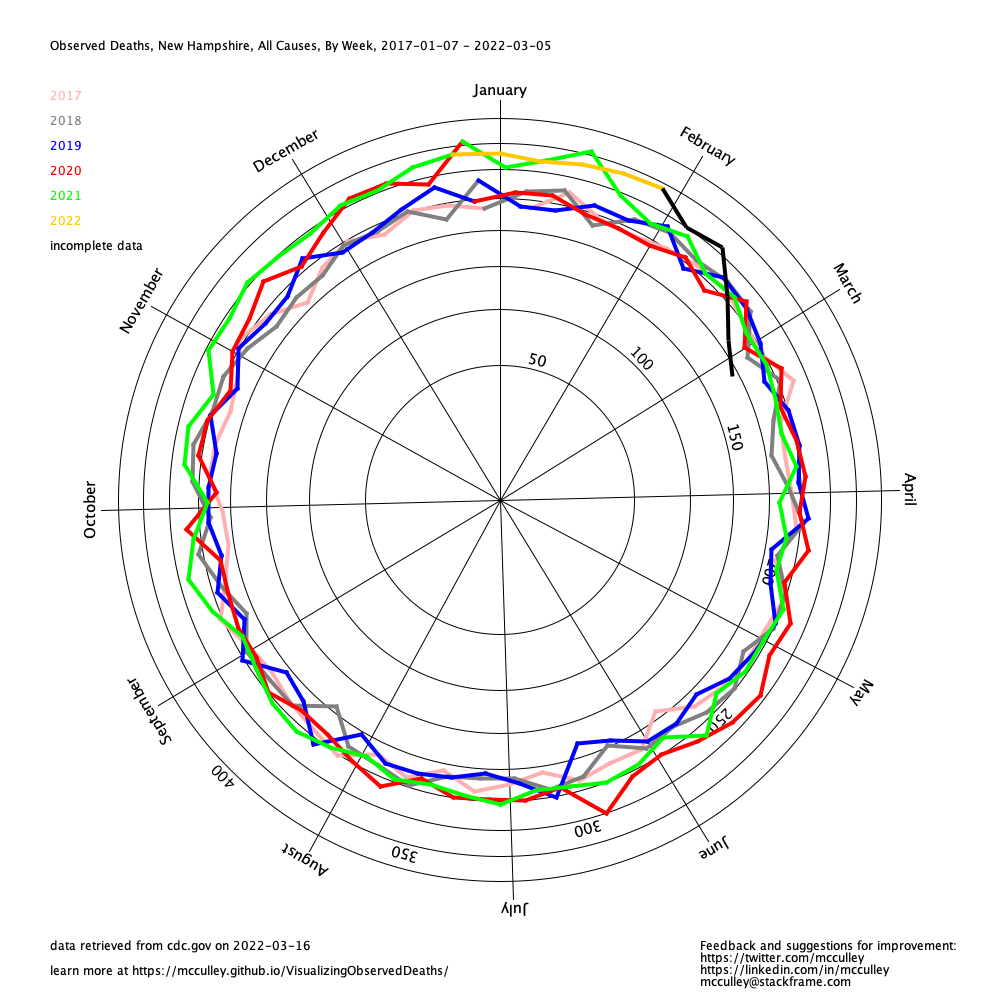 Observed Deaths, New Hampshire, All Causes, By Week, 2017-01-07 - 2022-03-05
January
2017
2018
2019
2020
2021
2022
incomplete data
December
February
November
March
50
100
150
October
April
200
September
May
250
400
300
350
August
June
July
data retrieved from cdc.gov on 2022-03-16
learn more at https://mcculley.github.io/VisualizingObservedDeaths/
Feedback and suggestions for improvement:
https://twitter.com/mcculley
https://linkedin.com/in/mcculley
mcculley@stackframe.com